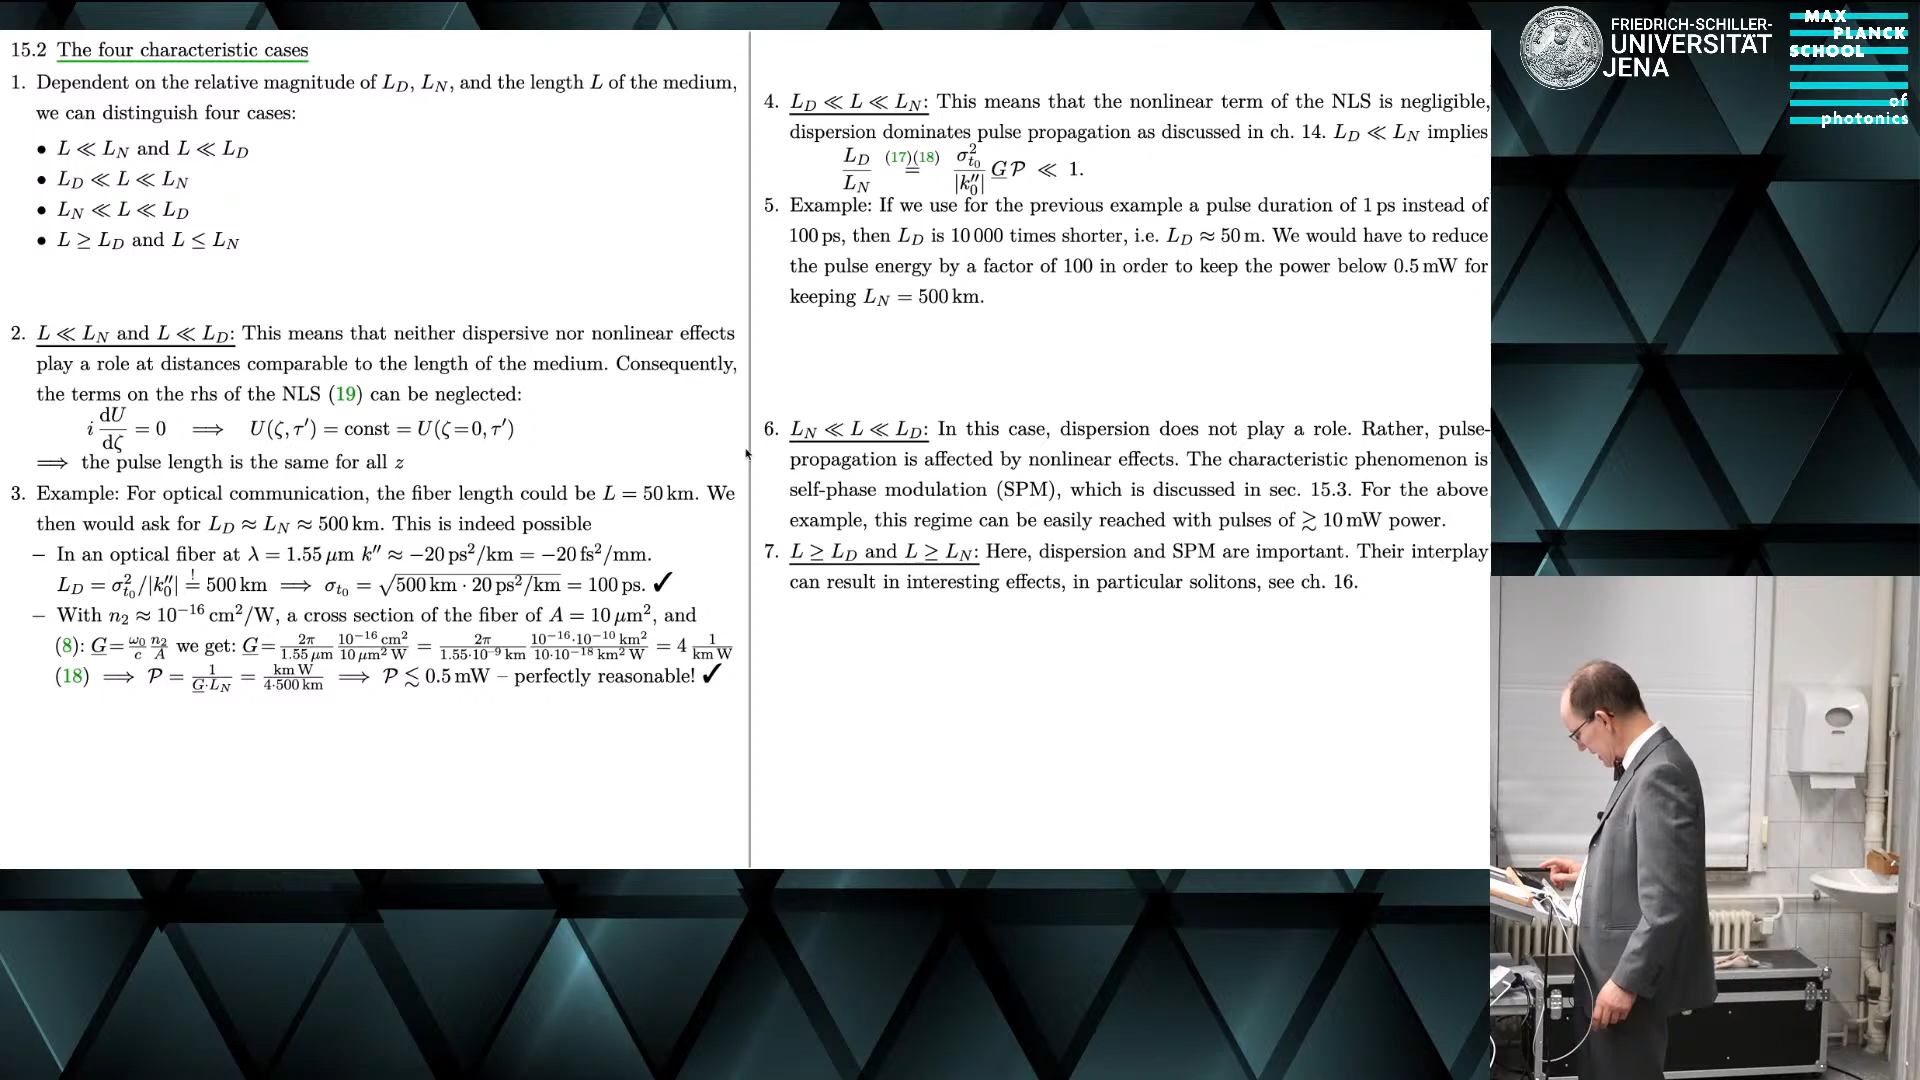 15.2 The four characteristic cases
1. Dependent on the relative magnitude of L_D, L_N, and the length L of the medium,
we can distinguish four cases:
• L ≪ L_N and L ≪ L_D
• L_D ≪ L ≪ L_N
• L_N ≪ L ≪ L_D
• L ≥ L_D and L ≤ L_N
2. L ≪ L_N and L ≪ L_D: This means that neither dispersive nor nonlinear effects
play a role at distances comparable to the length of the medium. Consequently,
the terms on the rhs of the NLS (19) can be neglected:
i dU/dζ = 0 ⟹ U(ζ, τ′) = const = U(ζ=0, τ′)
⟹ the pulse length is the same for all z
3. Example: For optical communication, the fiber length could be L = 50 km. We
then would ask for L_D ≈ L_N ≈ 500 km. This is indeed possible
– In an optical fiber at λ = 1.55 μm k″ ≈ −20 ps²/km = −20 fs²/mm.
L_D = σ²_{t₀}/|k₀″| =! 500 km ⟹ σ_{t₀} = √(500 km · 20 ps²/km) = 100 ps. ✓
– With n₂ ≈ 10⁻¹⁶ cm²/W, a cross section of the fiber of A = 10 μm², and
(8): G = ω₀/c n₂/A we get: G = 2π/(1.55 μm) 10⁻¹⁶ cm²/(10 μm² W) = 2π/(1.55·10⁻⁹ km) 10⁻¹⁶·10⁻¹⁰ km²/(10·10⁻¹⁸ km² W) = 4 1/(km W)
(18) ⟹ P = 1/(G·L_N) = km W/(4·500 km) ⟹ P ≲ 0.5 mW – perfectly reasonable! ✓
4. L_D ≪ L ≪ L_N: This means that the nonlinear term of the NLS is negligible,
dispersion dominates pulse propagation as discussed in ch. 14. L_D ≪ L_N implies
L_D/L_N (17)(18)= σ²_{t₀}/|k₀″| G P ≪ 1.
5. Example: If we use for the previous example a pulse duration of 1 ps instead of
100 ps, then L_D is 10 000 times shorter, i.e. L_D ≈ 50 m. We would have to reduce
the pulse energy by a factor of 100 in order to keep the power below 0.5 mW for
keeping L_N = 500 km.
6. L_N ≪ L ≪ L_D: In this case, dispersion does not play a role. Rather, pulse-
propagation is affected by nonlinear effects. The characteristic phenomenon is
self-phase modulation (SPM), which is discussed in sec. 15.3. For the above
example, this regime can be easily reached with pulses of ≳ 10 mW power.
7. L ≥ L_D and L ≥ L_N: Here, dispersion and SPM are important. Their interplay
can result in interesting effects, in particular solitons, see ch. 16.
FRIEDRICH-SCHILLER-
UNIVERSITÄT
JENA
MAX
PLANCK
SCHOOL
of
photonics